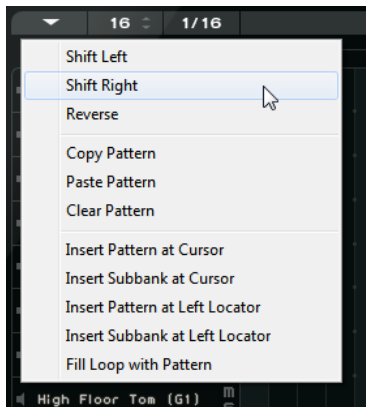 16 1/16
Shift Left
Shift Right
Reverse
Copy Pattern
Paste Pattern
Clear Pattern
Insert Pattern at Cursor
Insert Subbank at Cursor
Insert Pattern at Left Locator
Insert Subbank at Left Locator
Fill Loop with Pattern
High Floor Tom (G1) m